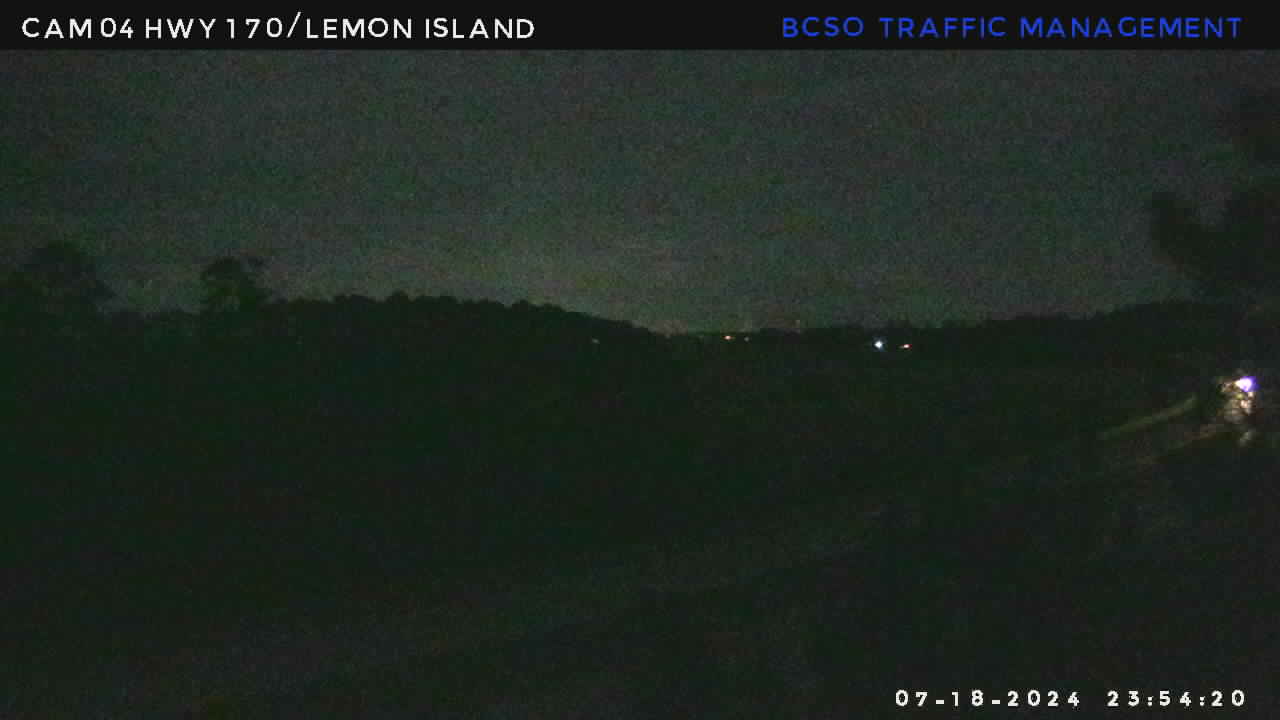 CAM04 HWY 170/LEMON ISLAND
BCSO TRAFFIC MANAGEMENT
07-18-2024 23:54:20